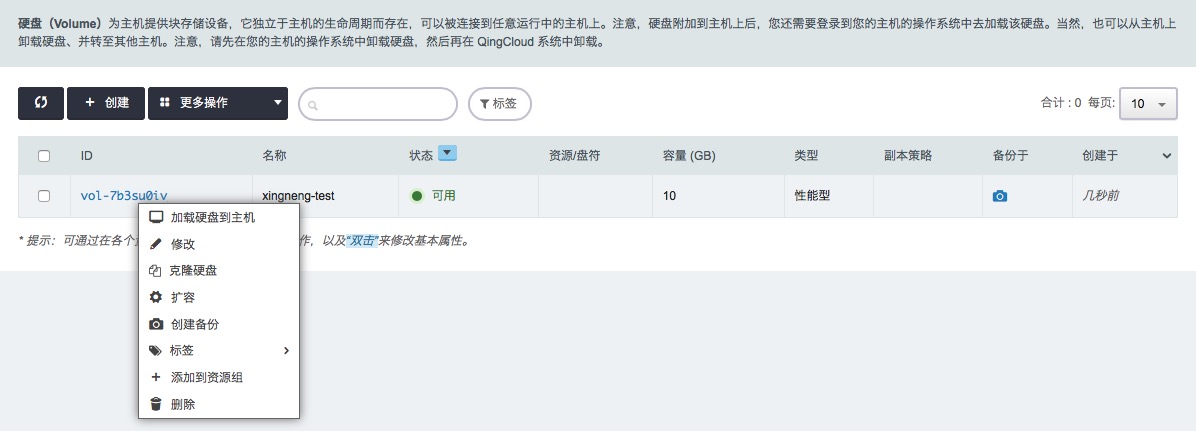 硬盘（Volume）为主机提供块存储设备，它独立于主机的生命周期而存在，可以被连接到任意运行中的主机上。注意，硬盘附加到主机上后，您还需要登录到您的主机的操作系统中去加载该硬盘。当然，也可以从主机上
卸载硬盘、并转至其他主机。注意，请先在您的主机的操作系统中卸载硬盘，然后再在 QingCloud 系统中卸载。
+ 创建 更多操作 标签 合计 : 0 每页: 10
ID 名称 状态 资源/盘符 容量 (GB) 类型 副本策略 备份于 创建于
vol-7b3su0iv xingneng-test 可用 10 性能型 几秒前
* 提示：可通过在各个 作，以及“双击”来修改基本属性。
加载硬盘到主机
修改
克隆硬盘
扩容
创建备份
标签
+ 添加到资源组
删除